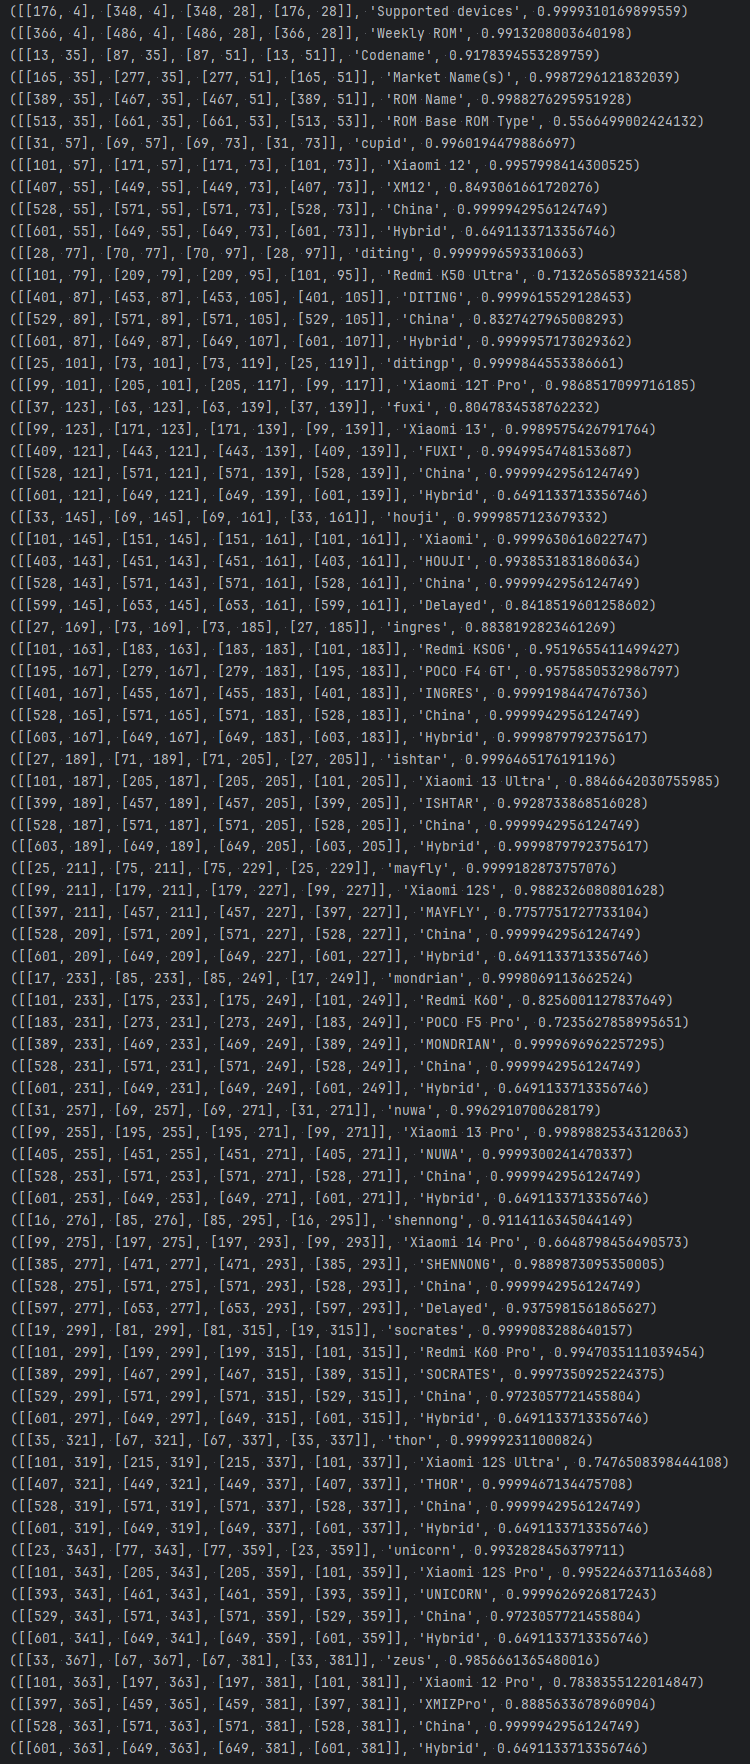 ([[176, 4], [348, 4], [348, 28], [176, 28]], 'Supported devices', 0.9999310169899559)
([[366, 4], [486, 4], [486, 28], [366, 28]], 'Weekly ROM', 0.9913208003640198)
([[13, 35], [87, 35], [87, 51], [13, 51]], 'Codename', 0.9178394553289759)
([[165, 35], [277, 35], [277, 51], [165, 51]], 'Market Name(s)', 0.9987296121832039)
([[389, 35], [467, 35], [467, 51], [389, 51]], 'ROM Name', 0.9988276295951928)
([[513, 35], [661, 35], [661, 53], [513, 53]], 'ROM Base ROM Type', 0.5566499002424132)
([[31, 57], [69, 57], [69, 73], [31, 73]], 'cupid', 0.9960194479886697)
([[101, 57], [171, 57], [171, 73], [101, 73]], 'Xiaomi 12', 0.9957998414300525)
([[407, 55], [449, 55], [449, 73], [407, 73]], 'XM12', 0.8493061661720276)
([[528, 55], [571, 55], [571, 73], [528, 73]], 'China', 0.9999942956124749)
([[601, 55], [649, 55], [649, 73], [601, 73]], 'Hybrid', 0.6491133713356746)
([[28, 77], [70, 77], [70, 97], [28, 97]], 'diting', 0.9999996593310663)
([[101, 79], [209, 79], [209, 95], [101, 95]], 'Redmi K50 Ultra', 0.7132656589321458)
([[401, 87], [453, 87], [453, 105], [401, 105]], 'DITING', 0.9999615529128453)
([[529, 89], [571, 89], [571, 105], [529, 105]], 'China', 0.8327427965008293)
([[601, 87], [649, 87], [649, 107], [601, 107]], 'Hybrid', 0.9999957173029362)
([[25, 101], [73, 101], [73, 119], [25, 119]], 'ditingp', 0.9999844553386661)
([[99, 101], [205, 101], [205, 117], [99, 117]], 'Xiaomi 12T Pro', 0.9868517099716185)
([[37, 123], [63, 123], [63, 139], [37, 139]], 'fuxi', 0.8047834538762232)
([[99, 123], [171, 123], [171, 139], [99, 139]], 'Xiaomi 13', 0.9989575426791764)
([[409, 121], [443, 121], [443, 139], [409, 139]], 'FUXI', 0.9949954748153687)
([[528, 121], [571, 121], [571, 139], [528, 139]], 'China', 0.9999942956124749)
([[601, 121], [649, 121], [649, 139], [601, 139]], 'Hybrid', 0.6491133713356746)
([[33, 145], [69, 145], [69, 161], [33, 161]], 'houji', 0.9999857123679332)
([[101, 145], [151, 145], [151, 161], [101, 161]], 'Xiaomi', 0.9999630616022747)
([[403, 143], [451, 143], [451, 161], [403, 161]], 'HOUJI', 0.9938531831860634)
([[528, 143], [571, 143], [571, 161], [528, 161]], 'China', 0.9999942956124749)
([[599, 145], [653, 145], [653, 161], [599, 161]], 'Delayed', 0.8418519601258602)
([[27, 169], [73, 169], [73, 185], [27, 185]], 'ingres', 0.8838192823461269)
([[101, 163], [183, 163], [183, 183], [101, 183]], 'Redmi KSOG', 0.9519655411499427)
([[195, 167], [279, 167], [279, 183], [195, 183]], 'POCO F4 GT', 0.9575850532986797)
([[401, 167], [455, 167], [455, 183], [401, 183]], 'INGRES', 0.9999198447476736)
([[528, 165], [571, 165], [571, 183], [528, 183]], 'China', 0.9999942956124749)
([[603, 167], [649, 167], [649, 183], [603, 183]], 'Hybrid', 0.9999879792375617)
([[27, 189], [71, 189], [71, 205], [27, 205]], 'ishtar', 0.9996465176191196)
([[101, 187], [205, 187], [205, 205], [101, 205]], 'Xiaomi 13 Ultra', 0.8846642030755985)
([[399, 189], [457, 189], [457, 205], [399, 205]], 'ISHTAR', 0.9928733868516028)
([[528, 187], [571, 187], [571, 205], [528, 205]], 'China', 0.9999942956124749)
([[603, 189], [649, 189], [649, 205], [603, 205]], 'Hybrid', 0.9999879792375617)
([[25, 211], [75, 211], [75, 229], [25, 229]], 'mayfly', 0.9999182873757076)
([[99, 211], [179, 211], [179, 227], [99, 227]], 'Xiaomi 12S', 0.9882326080801628)
([[397, 211], [457, 211], [457, 227], [397, 227]], 'MAYFLY', 0.7757751727733104)
([[528, 209], [571, 209], [571, 227], [528, 227]], 'China', 0.9999942956124749)
([[601, 209], [649, 209], [649, 227], [601, 227]], 'Hybrid', 0.6491133713356746)
([[17, 233], [85, 233], [85, 249], [17, 249]], 'mondrian', 0.9998069113662524)
([[101, 233], [175, 233], [175, 249], [101, 249]], 'Redmi K60', 0.8256001127837649)
([[183, 231], [273, 231], [273, 249], [183, 249]], 'POCO F5 Pro', 0.7235627858995651)
([[389, 233], [469, 233], [469, 249], [389, 249]], 'MONDRIAN', 0.9999696962257295)
([[528, 231], [571, 231], [571, 249], [528, 249]], 'China', 0.9999942956124749)
([[601, 231], [649, 231], [649, 249], [601, 249]], 'Hybrid', 0.6491133713356746)
([[31, 257], [69, 257], [69, 271], [31, 271]], 'nuwa', 0.9962910700628179)
([[99, 255], [195, 255], [195, 271], [99, 271]], 'Xiaomi 13 Pro', 0.9989882534312063)
([[405, 255], [451, 255], [451, 271], [405, 271]], 'NUWA', 0.9999300241470337)
([[528, 253], [571, 253], [571, 271], [528, 271]], 'China', 0.9999942956124749)
([[601, 253], [649, 253], [649, 271], [601, 271]], 'Hybrid', 0.6491133713356746)
([[16, 276], [85, 276], [85, 295], [16, 295]], 'shennong', 0.9114116345044149)
([[99, 275], [197, 275], [197, 293], [99, 293]], 'Xiaomi 14 Pro', 0.6648798456490573)
([[385, 277], [471, 277], [471, 293], [385, 293]], 'SHENNONG', 0.9889873095350005)
([[528, 275], [571, 275], [571, 293], [528, 293]], 'China', 0.9999942956124749)
([[597, 277], [653, 277], [653, 293], [597, 293]], 'Delayed', 0.9375981561865627)
([[19, 299], [81, 299], [81, 315], [19, 315]], 'socrates', 0.9999083288640157)
([[101, 299], [199, 299], [199, 315], [101, 315]], 'Redmi K60 Pro', 0.9947035111039454)
([[389, 299], [467, 299], [467, 315], [389, 315]], 'SOCRATES', 0.9997350925224375)
([[529, 299], [571, 299], [571, 315], [529, 315]], 'China', 0.9723057721455804)
([[601, 297], [649, 297], [649, 315], [601, 315]], 'Hybrid', 0.6491133713356746)
([[35, 321], [67, 321], [67, 337], [35, 337]], 'thor', 0.999992311000824)
([[101, 319], [215, 319], [215, 337], [101, 337]], 'Xiaomi 12S Ultra', 0.7476508398444108)
([[407, 321], [449, 321], [449, 337], [407, 337]], 'THOR', 0.9999467134475708)
([[528, 319], [571, 319], [571, 337], [528, 337]], 'China', 0.9999942956124749)
([[601, 319], [649, 319], [649, 337], [601, 337]], 'Hybrid', 0.6491133713356746)
([[23, 343], [77, 343], [77, 359], [23, 359]], 'unicorn', 0.9932828456379711)
([[101, 343], [205, 343], [205, 359], [101, 359]], 'Xiaomi 12S Pro', 0.9952246371163468)
([[393, 343], [461, 343], [461, 359], [393, 359]], 'UNICORN', 0.9999626926817243)
([[529, 343], [571, 343], [571, 359], [529, 359]], 'China', 0.9723057721455804)
([[601, 341], [649, 341], [649, 359], [601, 359]], 'Hybrid', 0.6491133713356746)
([[33, 367], [67, 367], [67, 381], [33, 381]], 'zeus', 0.9856661365480016)
([[101, 363], [197, 363], [197, 381], [101, 381]], 'Xiaomi 12 Pro', 0.7838355122014847)
([[397, 365], [459, 365], [459, 381], [397, 381]], 'XMIZPro', 0.8885633678960904)
([[528, 363], [571, 363], [571, 381], [528, 381]], 'China', 0.9999942956124749)
([[601, 363], [649, 363], [649, 381], [601, 381]], 'Hybrid', 0.6491133713356746)